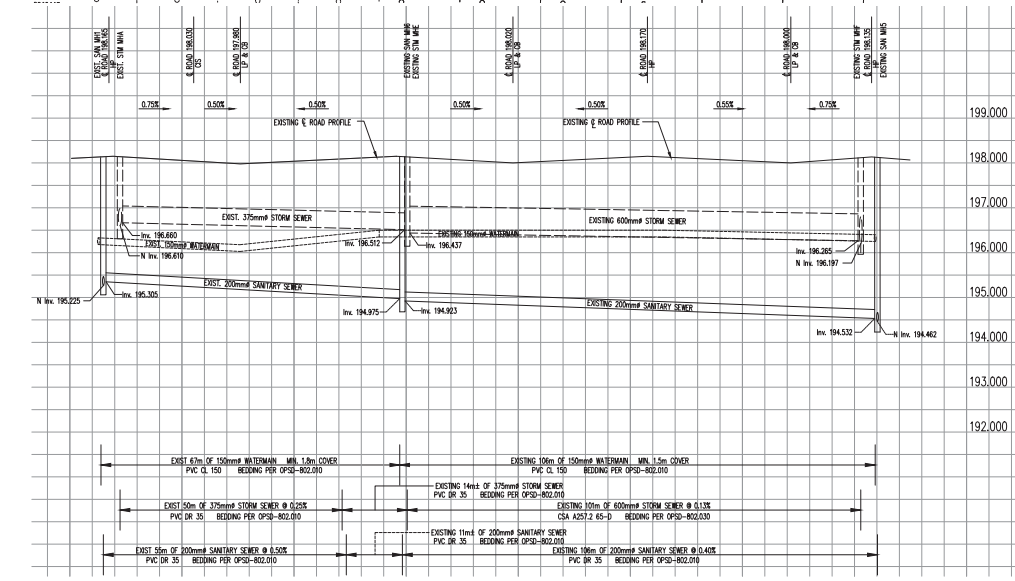 EXIST. SAN MH1
℄ ROAD 198.165
HP
EXIST. STM MHA
℄ ROAD 198.030
C/S
℄ ROAD 197.980
LP & CB
EXISTING SAN MH6
EXISTING STM MHE
℄ ROAD 198.020
LP & CB
℄ ROAD 198.170
HP
℄ ROAD 198.000
LP & CB
EXISTING STM MHF
℄ ROAD 198.135
HP
EXISTING SAN MH5
0.75%
0.50%
0.50%
0.50%
0.50%
0.55%
0.75%
199.000
EXISTING ℄ ROAD PROFILE
EXISTING ℄ ROAD PROFILE
198.000
197.000
EXIST. 375mmø STORM SEWER
EXISTING 600mmø STORM SEWER
Inv. 196.660
EXIST. 150mmø WATERMAIN
N Inv. 196.610
Inv. 196.512
EXISTING 150mmø WATERMAIN
Inv. 196.437
196.000
Inv. 196.265
N Inv. 196.197
EXIST. 200mmø SANITARY SEWER
195.000
N Inv. 195.225
Inv. 195.305
Inv. 194.975
Inv. 194.923
EXISTING 200mmø SANITARY SEWER
Inv. 194.532
N Inv. 194.462
194.000
193.000
192.000
EXIST 67m OF 150mmø WATERMAIN MIN. 1.8m COVER
PVC CL 150 BEDDING PER OPSD-802.010
EXISTING 106m OF 150mmø WATERMAIN MIN. 1.5m COVER
PVC CL 150 BEDDING PER OPSD-802.010
EXISTING 14m± OF 375mmø STORM SEWER
PVC DR 35 BEDDING PER OPSD-802.010
EXIST 50m OF 375mmø STORM SEWER @ 0.25%
PVC DR 35 BEDDING PER OPSD-802.010
EXISTING 101m OF 600mmø STORM SEWER @ 0.13%
CSA A257.2 65-D BEDDING PER OPSD-802.030
EXISTING 11m± OF 200mmø SANITARY SEWER
PVC DR 35 BEDDING PER OPSD-802.010
EXIST 55m OF 200mmø SANITARY SEWER @ 0.50%
PVC DR 35 BEDDING PER OPSD-802.010
EXISTING 106m OF 200mmø SANITARY SEWER @ 0.40%
PVC DR 35 BEDDING PER OPSD-802.010